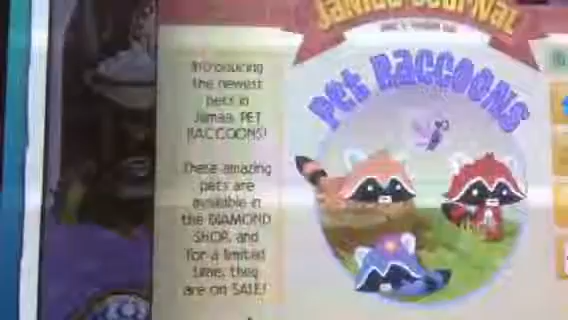 Jamaa Journal
Pet Raccoons
Introducing
the newest
pets in
Jamaa, PET
RACCOONS!
These amazing
pets are
available in
the DIAMOND
SHOP, and
for a limited
time, they
are on SALE!